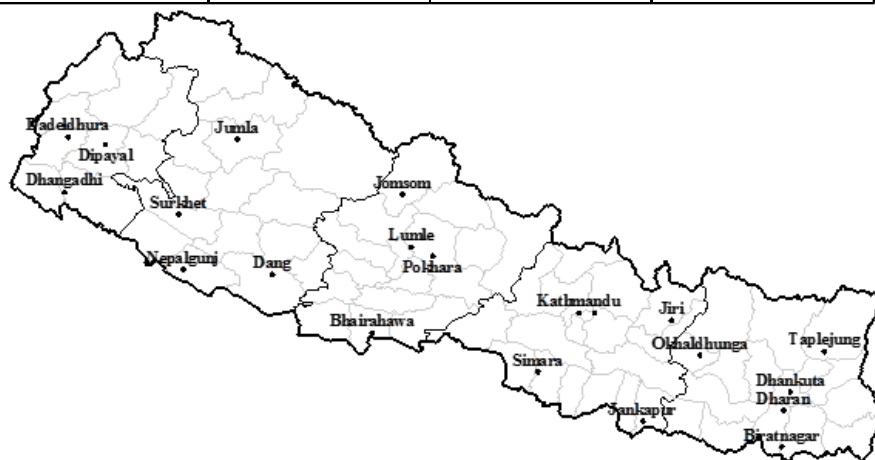 Dadeldhura
Jumla
Dipayal
Dhangadhi
Jomsom
Surkhet
Lumle
Nepalgunj
Dang
Pokhara
Kathmandu
Jiri
Bhairahawa
Okhaldhunga
Taplejung
Simara
Dhankuta
Dharan
Jankapur
Biratnagar